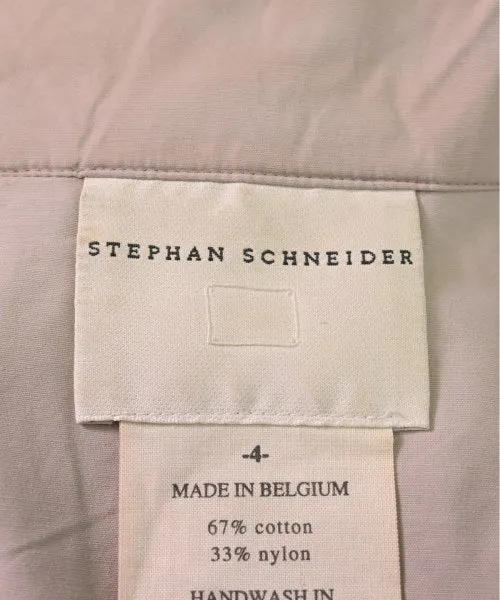 STEPHAN SCHNEIDER
-4-
MADE IN BELGIUM
67% cotton
33% nylon
HANDWASH IN